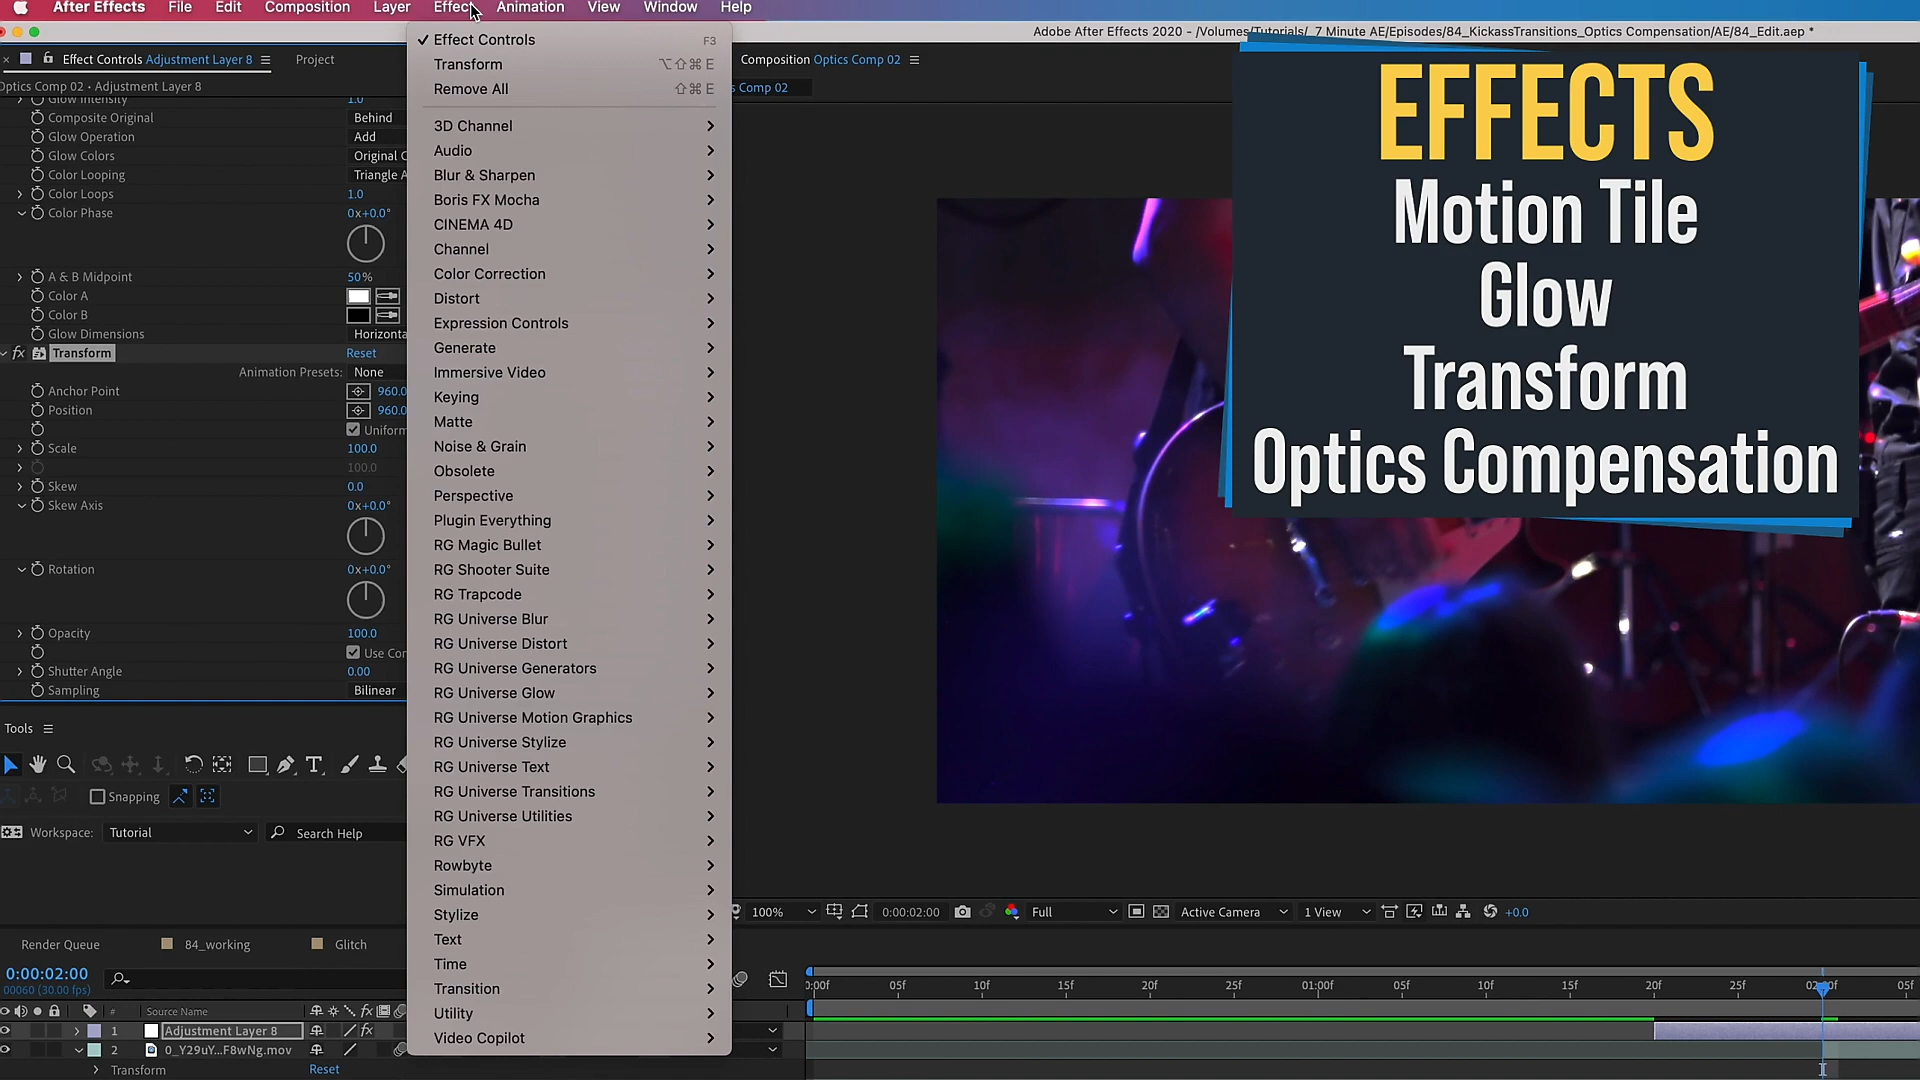 After Effects File Edit Composition Layer Effect Animation View Window Help
Adobe After Effects 2020 - /Volumes/Tutorials/_7 Minute AE/Episodes/84_KickassTransitions_Optics Compensation/AE/84_Edit.aep *
Effect Controls Adjustment Layer 8
Project
Optics Comp 02 • Adjustment Layer 8
Glow Intensity 1.0
Composite Original Behind
Glow Operation Add
Glow Colors Original C
Color Looping Triangle A
Color Loops 1.0
Color Phase 0x+0.0°
A & B Midpoint 50%
Color A
Color B
Glow Dimensions Horizonta
fx Transform Reset
Animation Presets: None
Anchor Point 960.0
Position 960.0
Uniform
Scale 100.0
100.0
Skew 0.0
Skew Axis 0x+0.0°
Rotation 0x+0.0°
Opacity 100.0
Use Con
Shutter Angle 0.00
Sampling Bilinear
Tools
Snapping
Workspace: Tutorial
Search Help
Effect Controls F3
Transform ⌥⇧⌘E
Remove All ⇧⌘E
3D Channel
Audio
Blur & Sharpen
Boris FX Mocha
CINEMA 4D
Channel
Color Correction
Distort
Expression Controls
Generate
Immersive Video
Keying
Matte
Noise & Grain
Obsolete
Perspective
Plugin Everything
RG Magic Bullet
RG Shooter Suite
RG Trapcode
RG Universe Blur
RG Universe Distort
RG Universe Generators
RG Universe Glow
RG Universe Motion Graphics
RG Universe Stylize
RG Universe Text
RG Universe Transitions
RG Universe Utilities
RG VFX
Rowbyte
Simulation
Stylize
Text
Time
Transition
Utility
Video Copilot
Composition Optics Comp 02
s Comp 02
EFFECTS
Motion Tile
Glow
Transform
Optics Compensation
100% 0:00:02:00 Full Active Camera 1 View +0.0
Render Queue 84_working Glitch
0:00:02:00
00060 (30.00 fps)
# Source Name fx
1 Adjustment Layer 8 fx
2 0_Y29uY...F8wNg.mov
Transform Reset
:00f 05f 10f 15f 20f 25f 01:00f 05f 10f 15f 20f 25f 05f